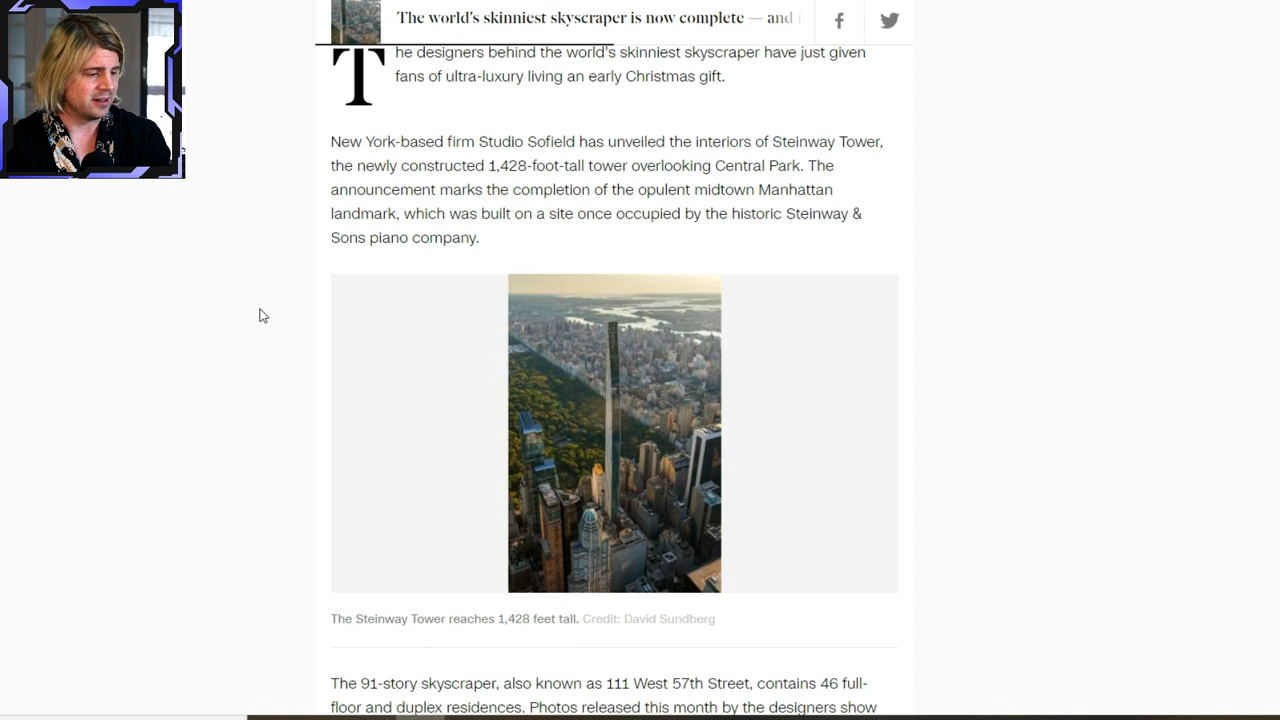 The world's skinniest skyscraper is now complete — and
The designers behind the world's skinniest skyscraper have just given
fans of ultra-luxury living an early Christmas gift.
New York-based firm Studio Sofield has unveiled the interiors of Steinway Tower,
the newly constructed 1,428-foot-tall tower overlooking Central Park. The
announcement marks the completion of the opulent midtown Manhattan
landmark, which was built on a site once occupied by the historic Steinway &
Sons piano company.
The Steinway Tower reaches 1,428 feet tall. Credit: David Sundberg
The 91-story skyscraper, also known as 111 West 57th Street, contains 46 full-
floor and duplex residences. Photos released this month by the designers show